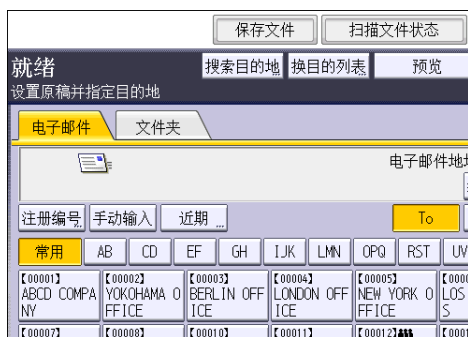 保存文件 扫描文件状态
就绪 搜索目的地 换目的列表 预览
设置原稿并指定目的地
电子邮件 文件夹
电子邮件地
注册编号 手动输入 近期 To
常用 AB CD EF GH IJK LMN OPQ RST UV
【00001】 【00002】 【00003】 【00004】 【00005】 【0000
ABCD COMPA YOKOHAMA O BERLIN OFF LONDON OFF NEW YORK O LOS
NY FFICE ICE ICE FFICE S
【00007】 【00008】 【00010】 【00011】 【00012】 【0001